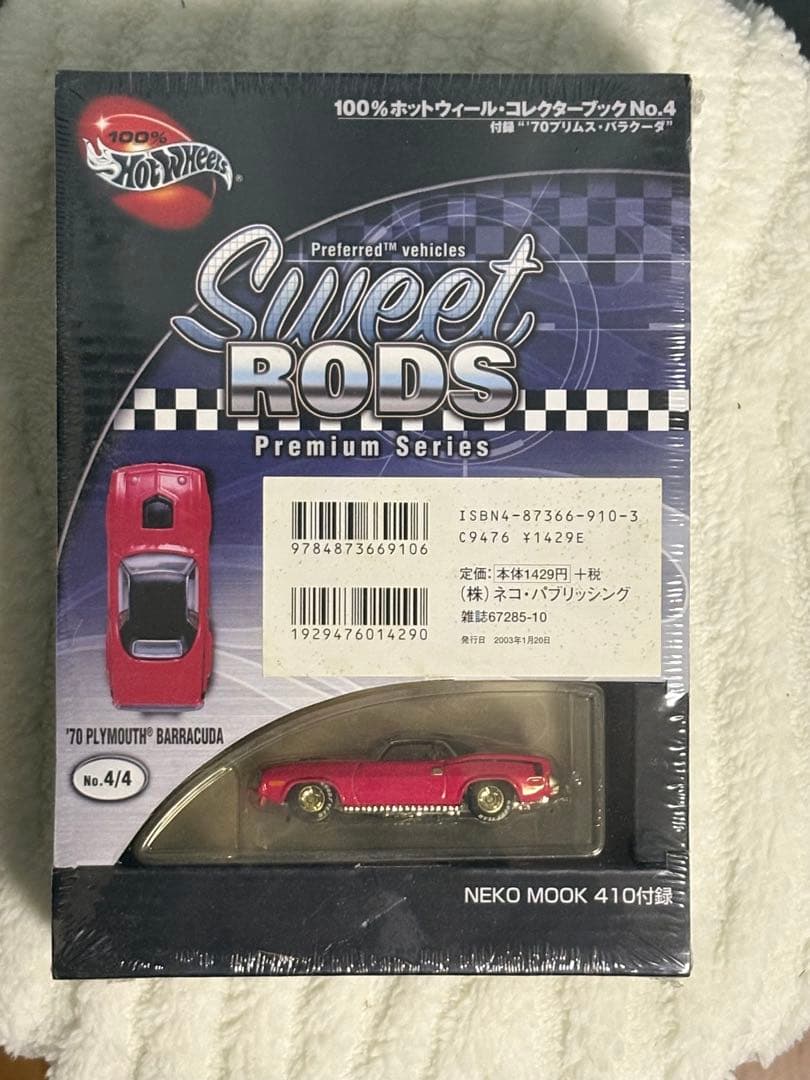 100%ホットウィール・コレクターブックNo.4
付録“'70プリムス・バラクーダ”
100%
HOT WHEELS®
Preferred™ vehicles
Sweet
RODS
Premium Series
ISBN4-87366-910-3
C9476 ¥1429E
9784873669106
定価:本体1429円+税
(株)ネコ・パブリッシング
雑誌67285-10
1929476014290
発行日 2003年1月20日
'70 PLYMOUTH® BARRACUDA
No.4/4
NEKO MOOK 410付録